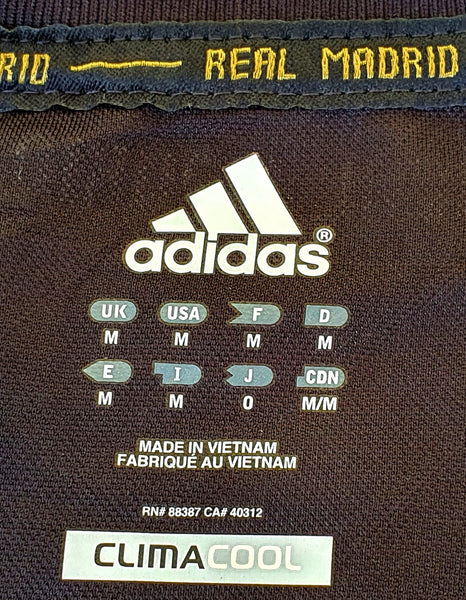 RID — REAL MADRID
adidas®
UK USA F D
M M M M
E I J CDN
M M O M/M
MADE IN VIETNAM
FABRIQUÉ AU VIETNAM
RN# 88387 CA# 40312
CLIMACOOL